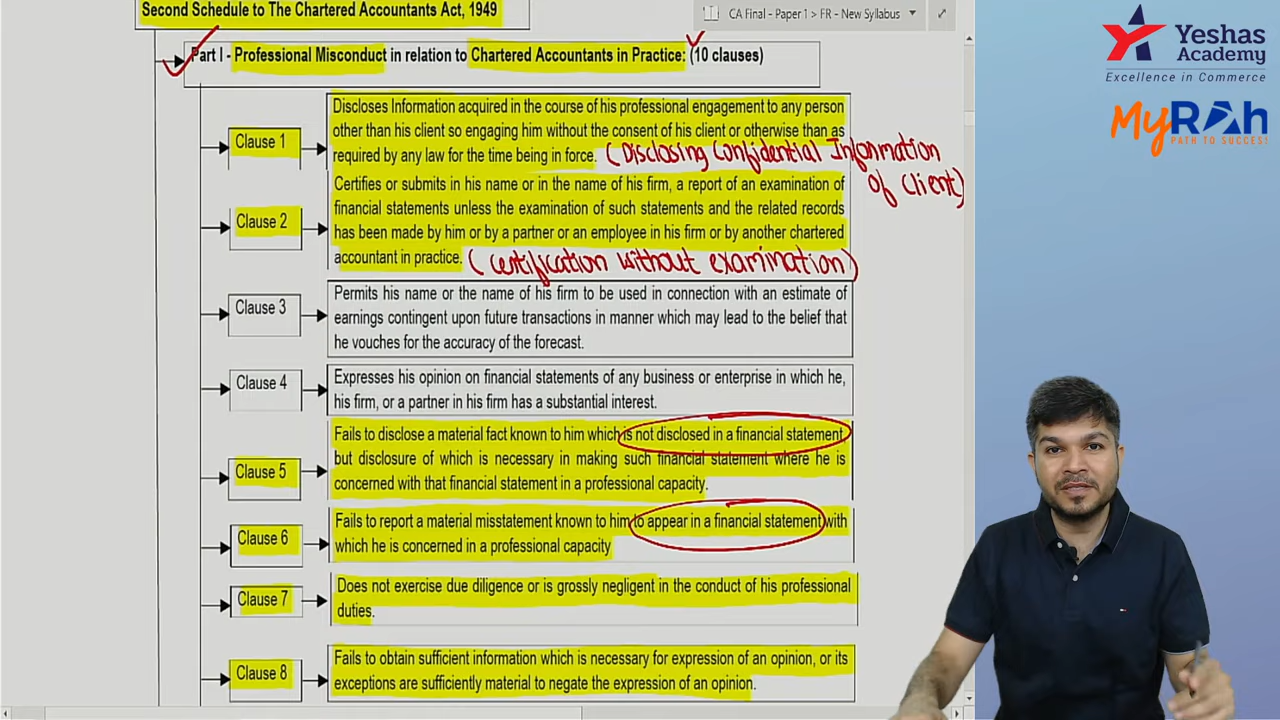 Second Schedule to The Chartered Accountants Act, 1949
CA Final - Paper 1 > FR - New Syllabus
Part I - Professional Misconduct in relation to Chartered Accountants in Practice: (10 clauses)
Clause 1
Discloses Information acquired in the course of his professional engagement to any person
other than his client so engaging him without the consent of his client or otherwise than as
required by any law for the time being in force.
(Disclosing Confidential Information
of Client)
Clause 2
Certifies or submits in his name or in the name of his firm, a report of an examination of
financial statements unless the examination of such statements and the related records
has been made by him or by a partner or an employee in his firm or by another chartered
accountant in practice.
(Certification without examination)
Clause 3
Permits his name or the name of his firm to be used in connection with an estimate of
earnings contingent upon future transactions in manner which may lead to the belief that
he vouches for the accuracy of the forecast.
Clause 4
Expresses his opinion on financial statements of any business or enterprise in which he,
his firm, or a partner in his firm has a substantial interest.
Clause 5
Fails to disclose a material fact known to him which is not disclosed in a financial statement,
but disclosure of which is necessary in making such financial statement where he is
concerned with that financial statement in a professional capacity.
Clause 6
Fails to report a material misstatement known to him to appear in a financial statement with
which he is concerned in a professional capacity
Clause 7
Does not exercise due diligence or is grossly negligent in the conduct of his professional
duties.
Clause 8
Fails to obtain sufficient information which is necessary for expression of an opinion, or its
exceptions are sufficiently material to negate the expression of an opinion.
Yeshas
Academy
Excellence in Commerce
MyRAh
PATH TO SUCCESS